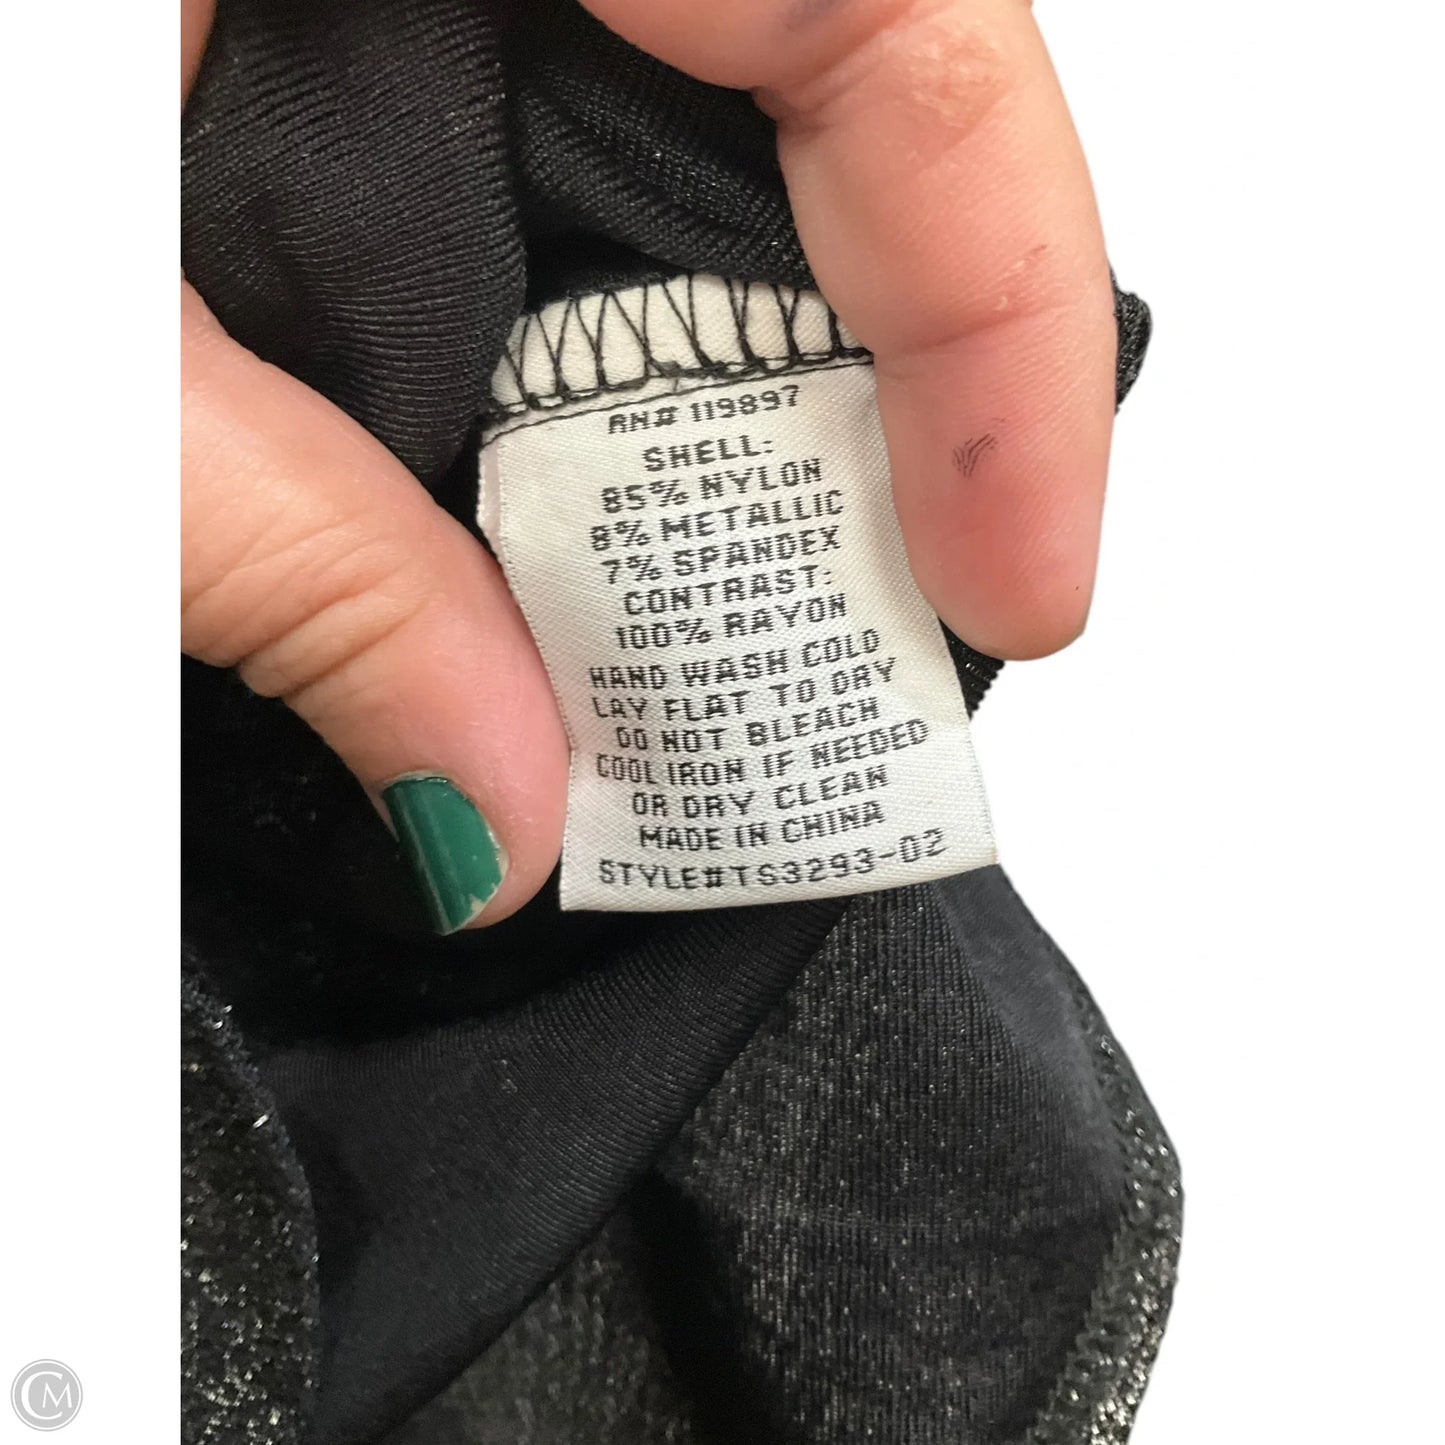 RN# 119897
SHELL:
85% NYLON
8% METALLIC
7% SPANDEX
CONTRAST:
100% RAYON
HAND WASH COLD
LAY FLAT TO DRY
DO NOT BLEACH
COOL IRON IF NEEDED
OR DRY CLEAN
MADE IN CHINA
STYLE#TS3293-02
CM